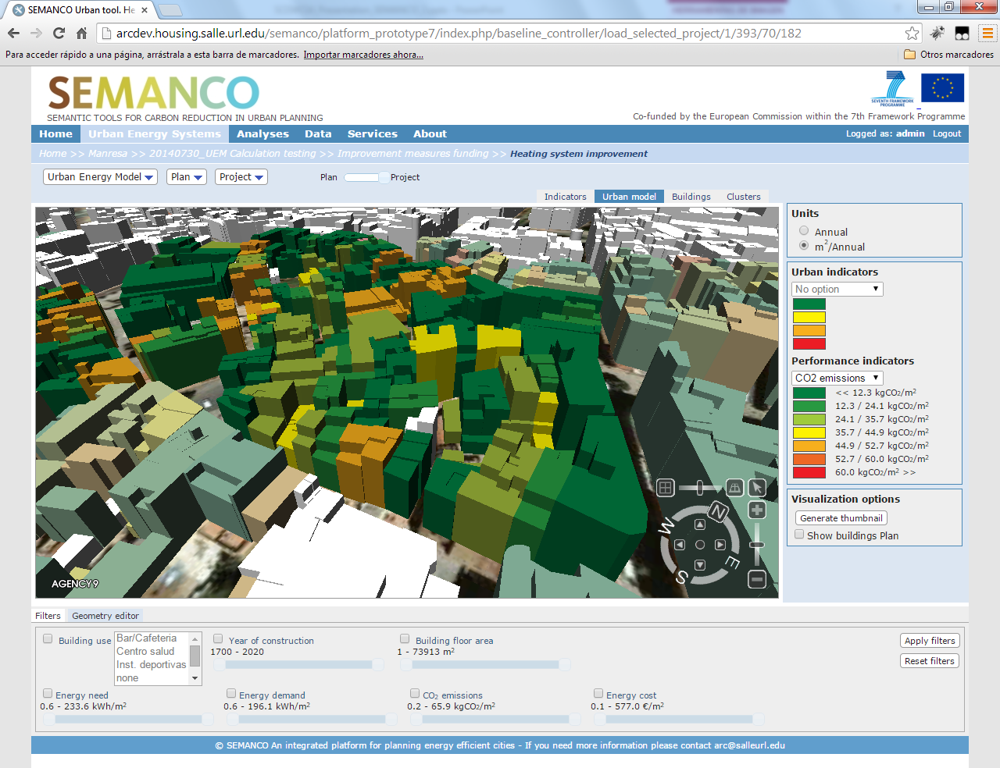 SEMANCO Urban tool. He
arcdev.housing.salle.url.edu/semanco/platform_prototype7/index.php/baseline_controller/load_selected_project/1/393/70/182
Para acceder rápido a una página, arrástrala a esta barra de marcadores. Importar marcadores ahora...
Otros marcadores
SEMANCO
SEMANTIC TOOLS FOR CARBON REDUCTION IN URBAN PLANNING
SEVENTH FRAMEWORK
PROGRAMME
Co-funded by the European Commission within the 7th Framework Programme
Home Urban Energy Systems Analyses Data Services About
Logged as: admin Logout
Home >> Manresa >> 20140730_UEM Calculation testing >> Improvement measures funding >> Heating system improvement
Urban Energy Model Plan Project Plan Project
Indicators Urban model Buildings Clusters
Units
Annual
m²/Annual
Urban indicators
No option
Performance indicators
CO2 emissions
<< 12.3 kgCO2/m²
12.3 / 24.1 kgCO2/m²
24.1 / 35.7 kgCO2/m²
35.7 / 44.9 kgCO2/m²
44.9 / 52.7 kgCO2/m²
52.7 / 60.0 kgCO2/m²
60.0 kgCO2/m² >>
Visualization options
Generate thumbnail
Show buildings Plan
N
W
E
S
AGENCY9
Filters Geometry editor
Building use
Bar/Cafeteria
Centro salud
Inst. deportivas
none
Year of construction
1700 - 2020
Building floor area
1 - 73913 m²
Apply filters
Reset filters
Energy need
0.6 - 233.6 kWh/m²
Energy demand
0.6 - 196.1 kWh/m²
CO2 emissions
0.2 - 65.9 kgCO2/m²
Energy cost
0.1 - 577.0 €/m²
© SEMANCO An integrated platform for planning energy efficient cities - If you need more information please contact arc@salleurl.edu